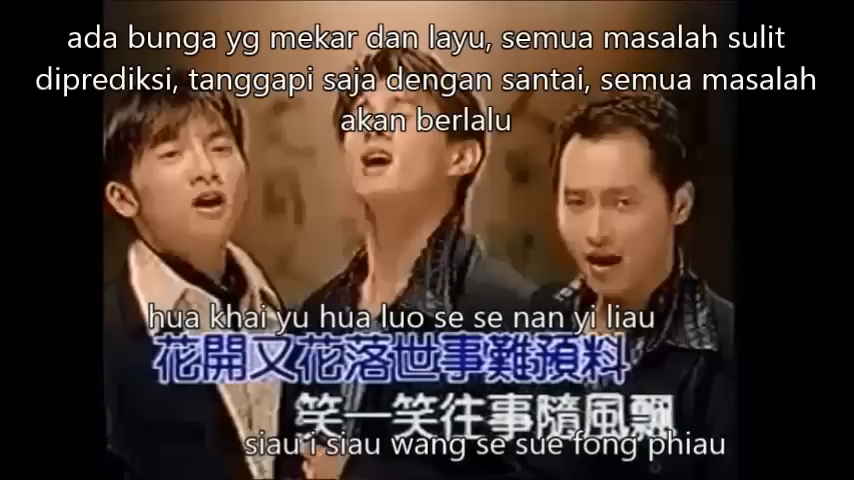 ada bunga yg mekar dan layu, semua masalah sulit
diprediksi, tanggapi saja dengan santai, semua masalah
akan berlalu
hua khai yu hua luo se se nan yi liau
花開又花落世事難預料
笑一笑往事隨風飄
siau i siau wang se sue fong phiau